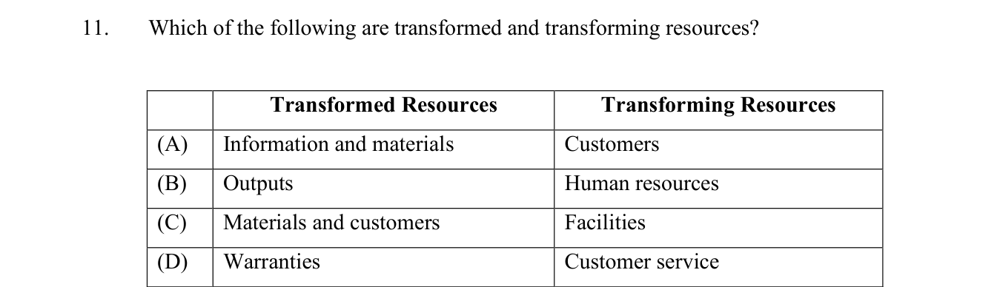 11. Which of the following are transformed and transforming resources?
Transformed Resources Transforming Resources
(A) Information and materials Customers
(B) Outputs Human resources
(C) Materials and customers Facilities
(D) Warranties Customer service